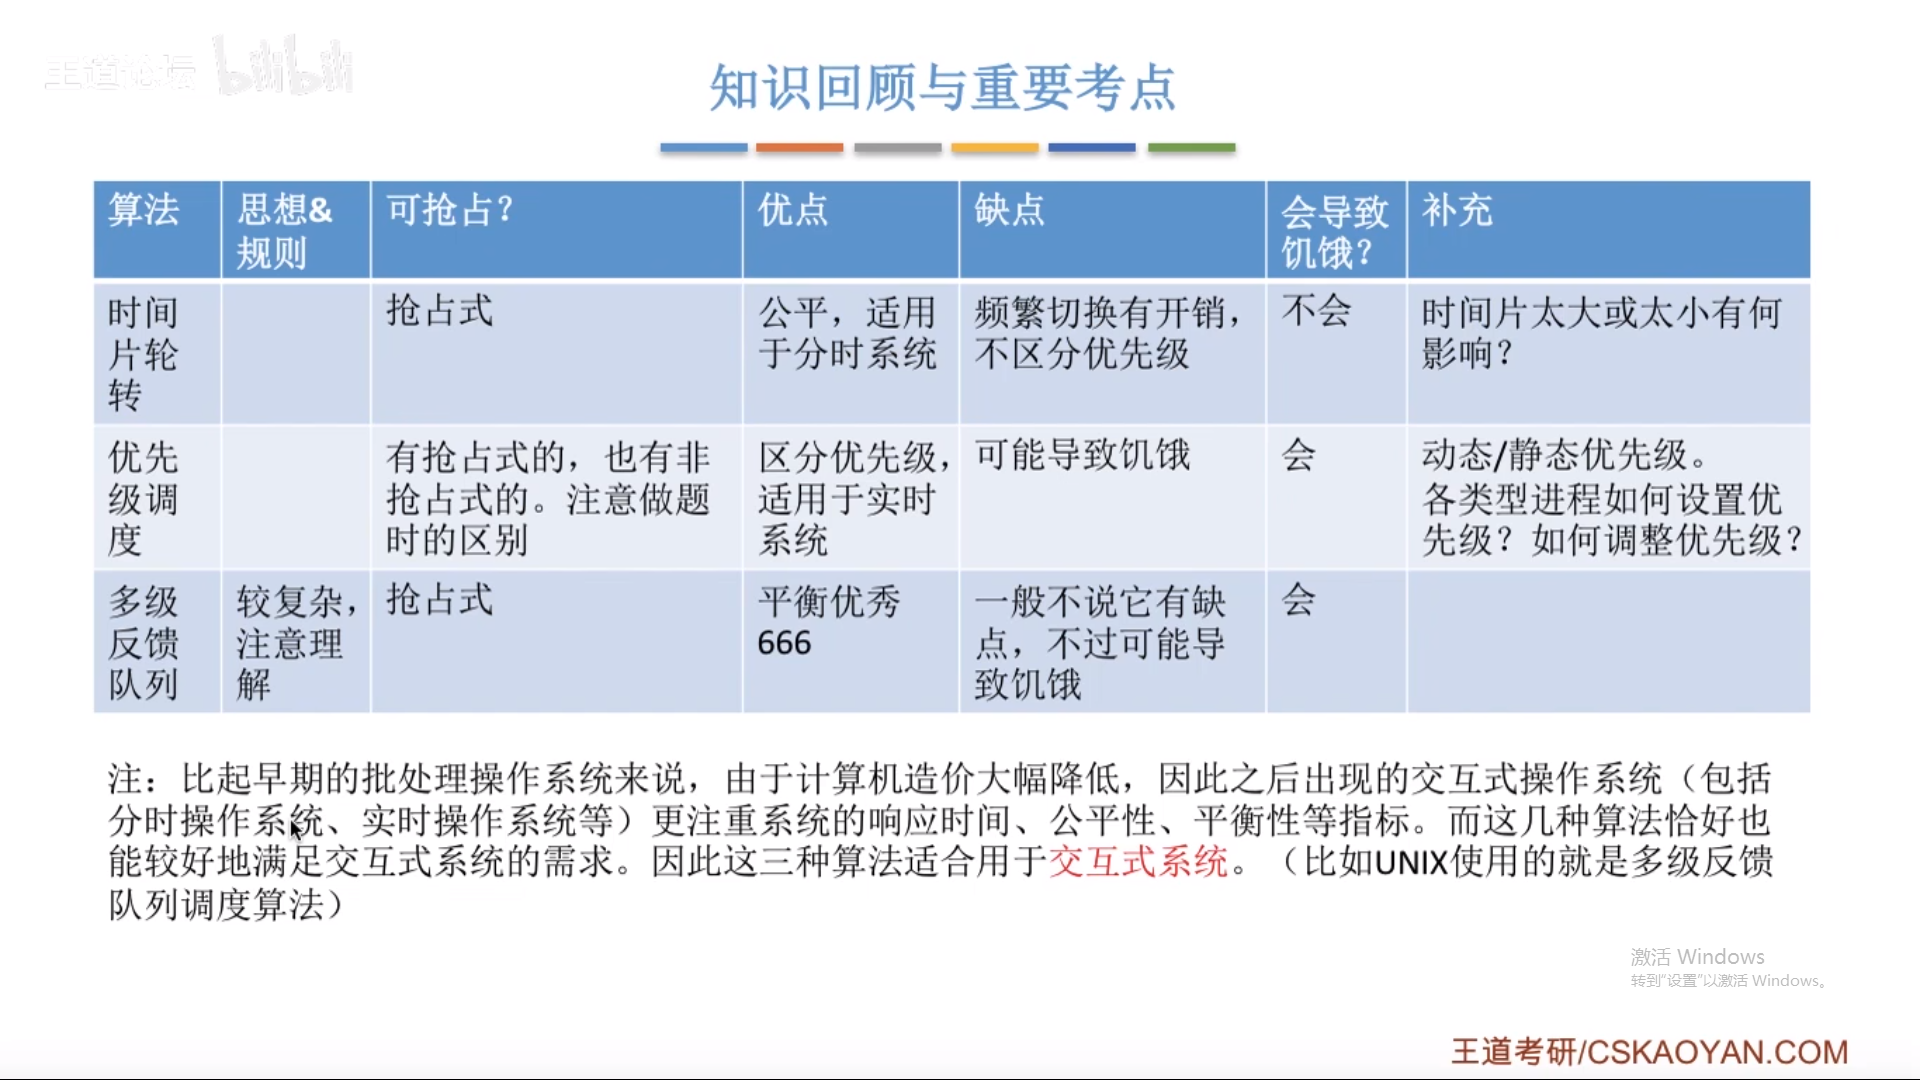 王道论坛 bilibili
知识回顾与重要考点
算法
思想&
规则
可抢占？
优点
缺点
会导致
饥饿？
补充
时间
片轮
转
抢占式
公平，适用
于分时系统
频繁切换有开销，
不区分优先级
不会
时间片太大或太小有何
影响？
优先
级调
度
有抢占式的，也有非
抢占式的。注意做题
时的区别
区分优先级，
适用于实时
系统
可能导致饥饿
会
动态/静态优先级。
各类型进程如何设置优
先级？如何调整优先级？
多级
反馈
队列
较复杂，
注意理
解
抢占式
平衡优秀
666
一般不说它有缺
点，不过可能导
致饥饿
会
注：比起早期的批处理操作系统来说，由于计算机造价大幅降低，因此之后出现的交互式操作系统（包括
分时操作系统、实时操作系统等）更注重系统的响应时间、公平性、平衡性等指标。而这几种算法恰好也
能较好地满足交互式系统的需求。因此这三种算法适合用于交互式系统。（比如UNIX使用的就是多级反馈
队列调度算法）
激活 Windows
转到“设置”以激活 Windows。
王道考研/CSKAOYAN.COM